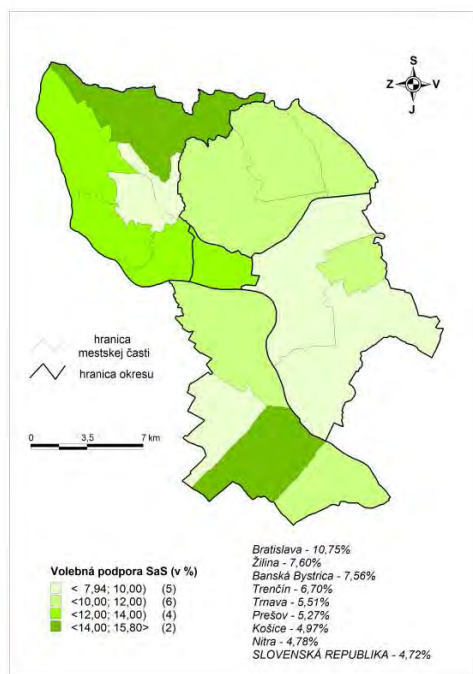 S
Z V
J
hranica
mestskej časti
hranica okresu
0 3,5 7 km
Volebná podpora SaS (v %)
< 7,94; 10,00) (5)
<10,00; 12,00) (6)
<12,00; 14,00) (4)
<14,00; 15,80> (2)
Bratislava - 10,75%
Žilina - 7,60%
Banská Bystrica - 7,56%
Trenčín - 6,70%
Trnava - 5,51%
Prešov - 5,27%
Košice - 4,97%
Nitra - 4,78%
SLOVENSKÁ REPUBLIKA - 4,72%